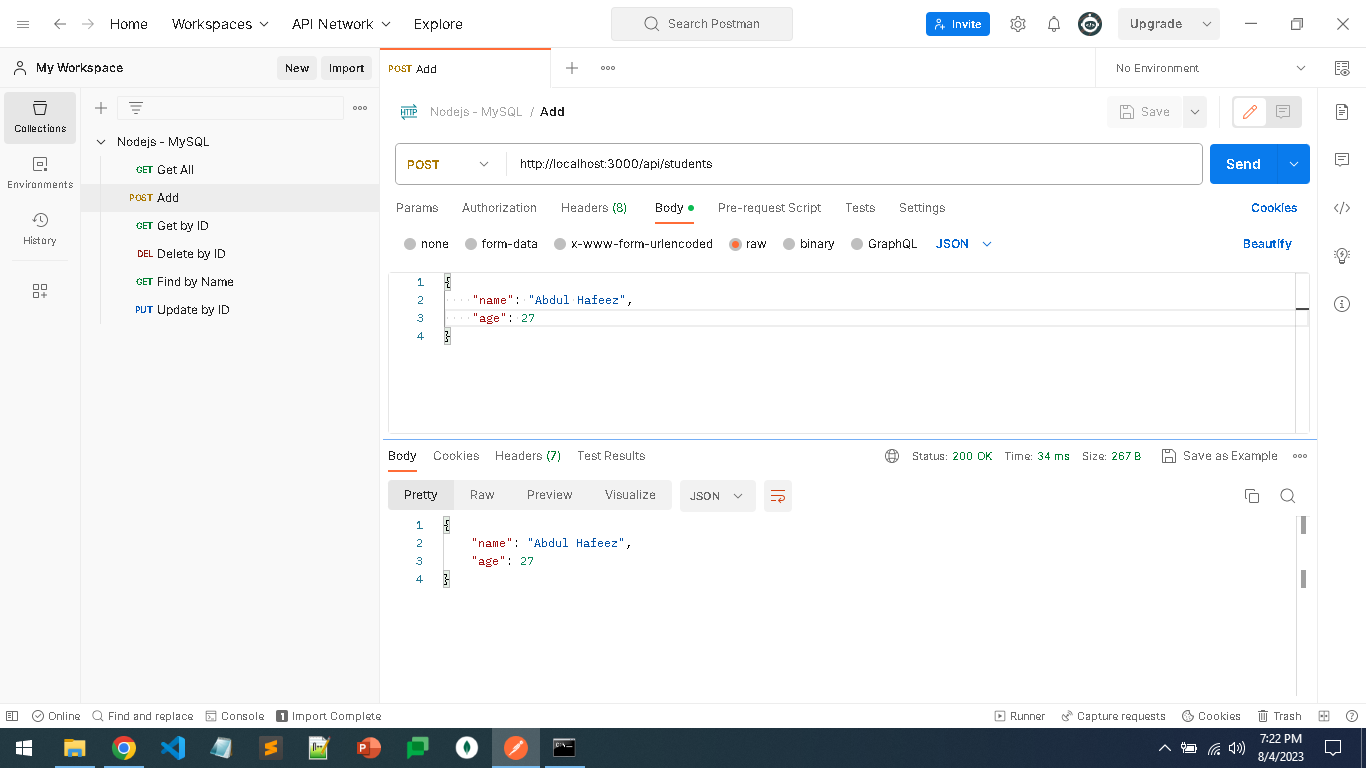 Home Workspaces API Network Explore Search Postman Invite Upgrade
My Workspace New Import POST Add No Environment
Collections
Environments
History
Nodejs - MySQL
GET Get All
POST Add
GET Get by ID
DEL Delete by ID
GET Find by Name
PUT Update by ID
HTTP Nodejs - MySQL / Add Save
POST http://localhost:3000/api/students Send
Params Authorization Headers (8) Body Pre-request Script Tests Settings Cookies
none form-data x-www-form-urlencoded raw binary GraphQL JSON Beautify
1 {
2 "name": "Abdul Hafeez",
3 "age": 27
4 }
Body Cookies Headers (7) Test Results Status: 200 OK Time: 34 ms Size: 267 B Save as Example
Pretty Raw Preview Visualize JSON
1 {
2 "name": "Abdul Hafeez",
3 "age": 27
4 }
Online Find and replace Console 1 Import Complete Runner Capture requests Cookies Trash
7:22 PM
8/4/2023